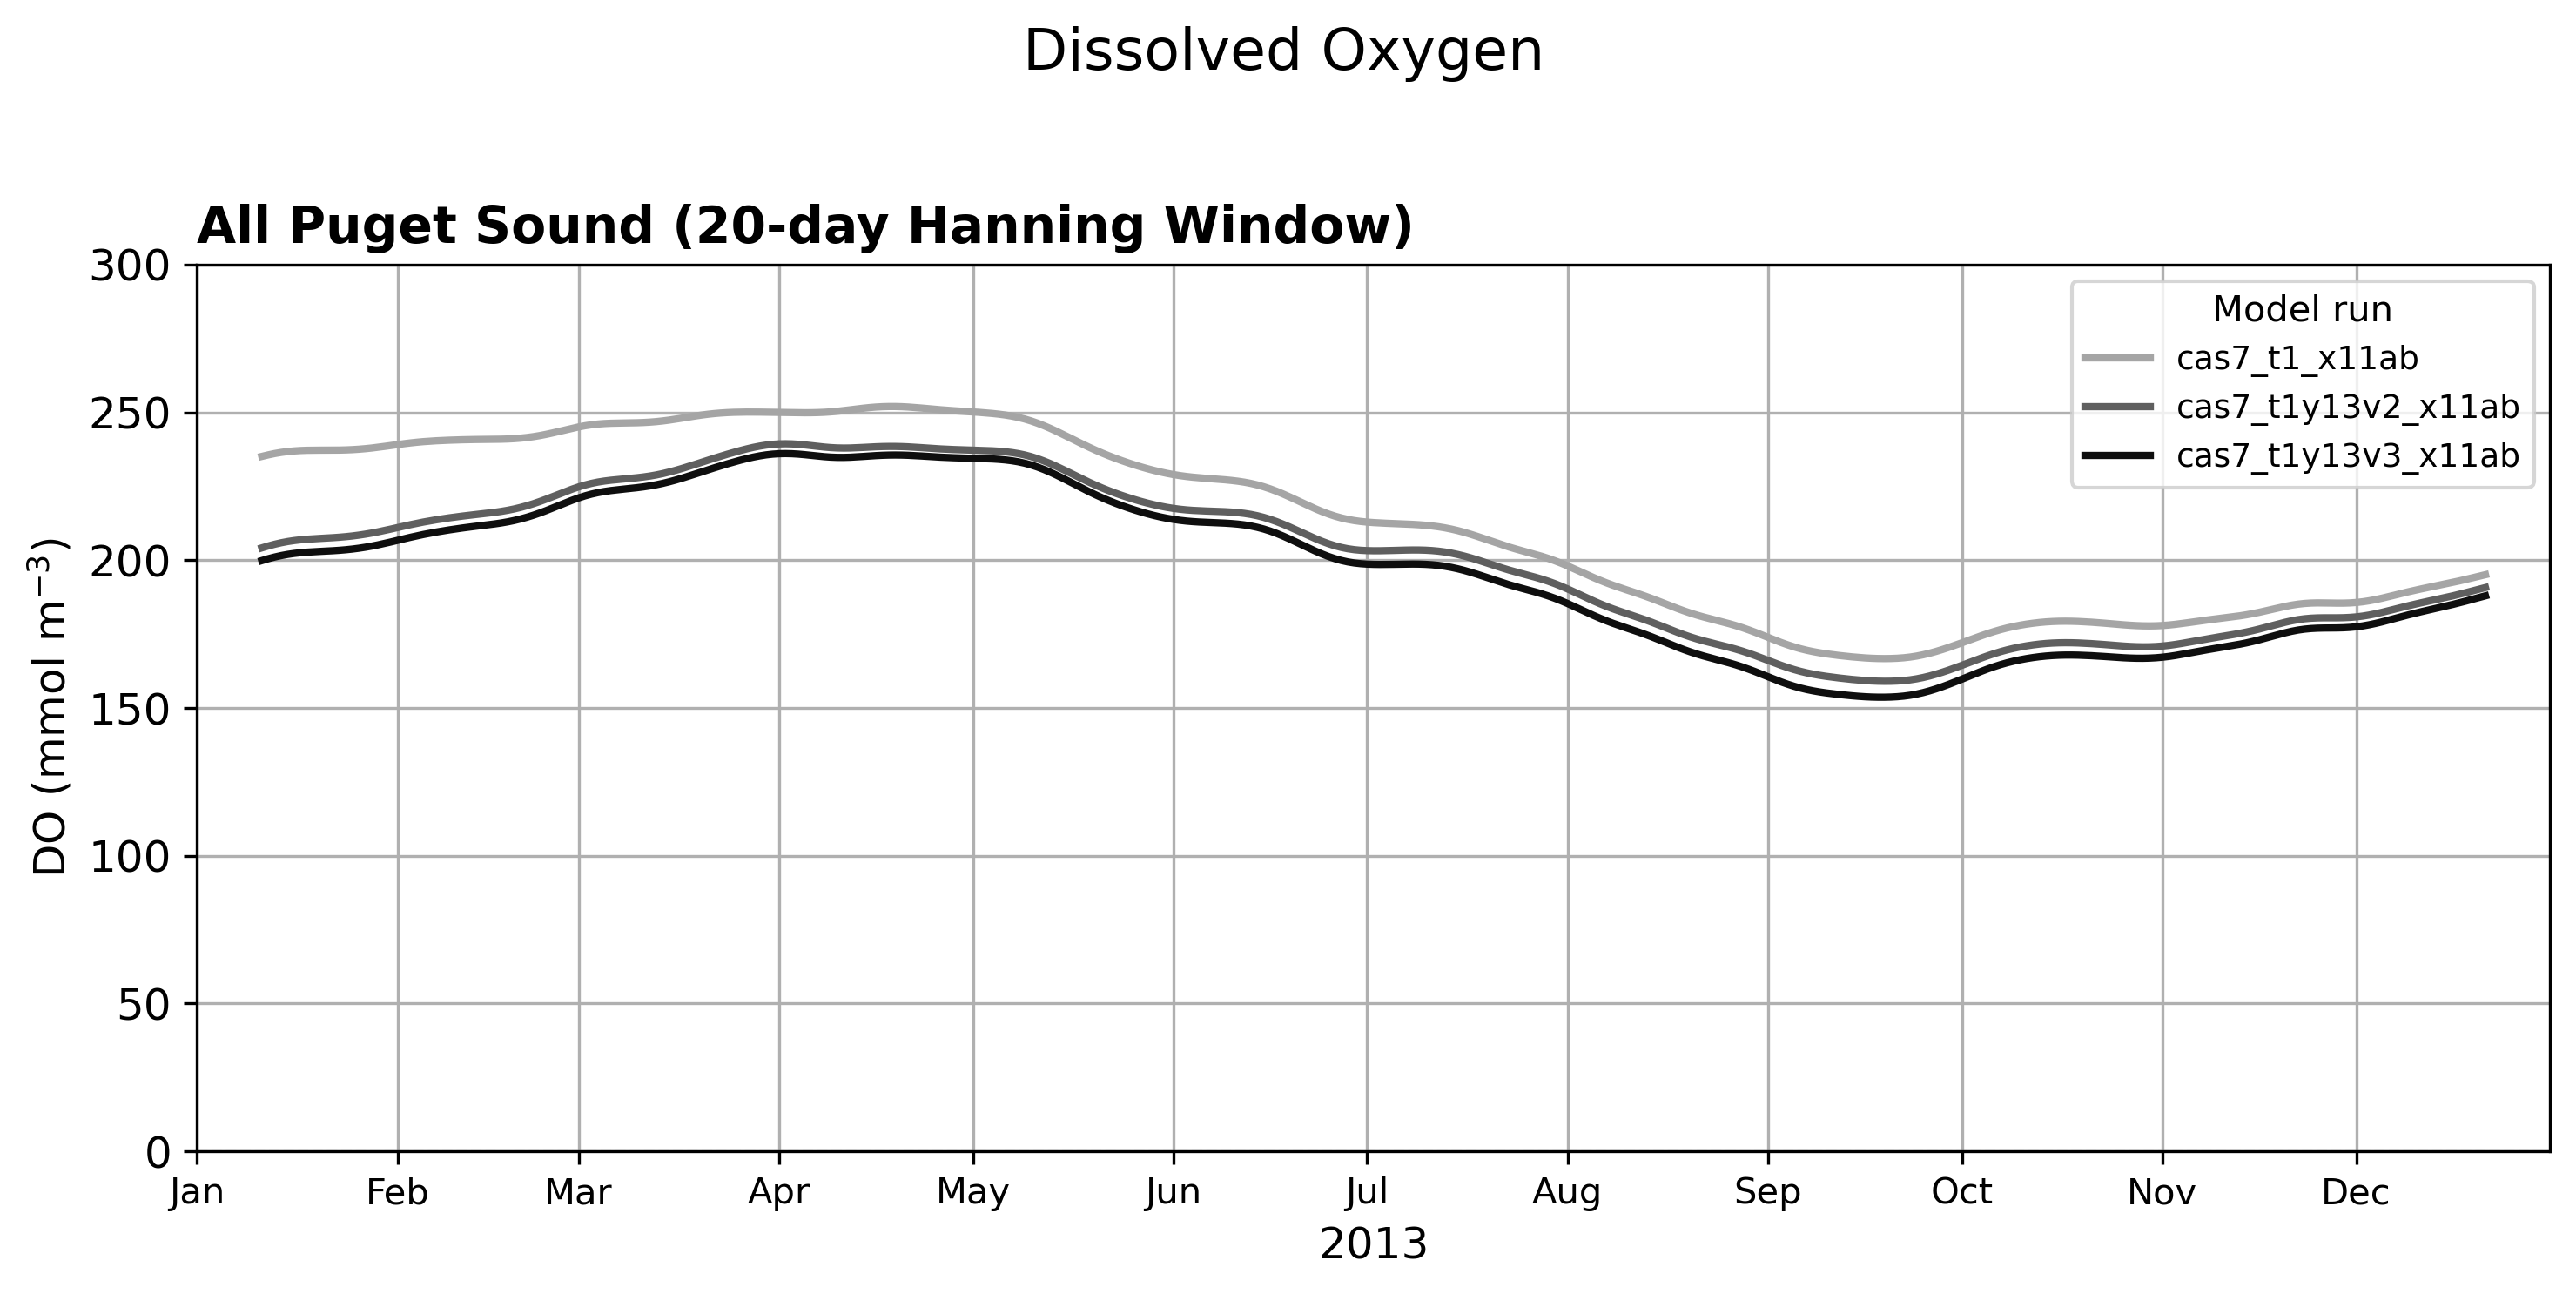 Dissolved Oxygen
All Puget Sound (20-day Hanning Window)
300
250
200
150
100
50
0
DO (mmol m⁻³)
Model run
cas7_t1_x11ab
cas7_t1y13v2_x11ab
cas7_t1y13v3_x11ab
Jan Feb Mar Apr May Jun Jul Aug Sep Oct Nov Dec
2013